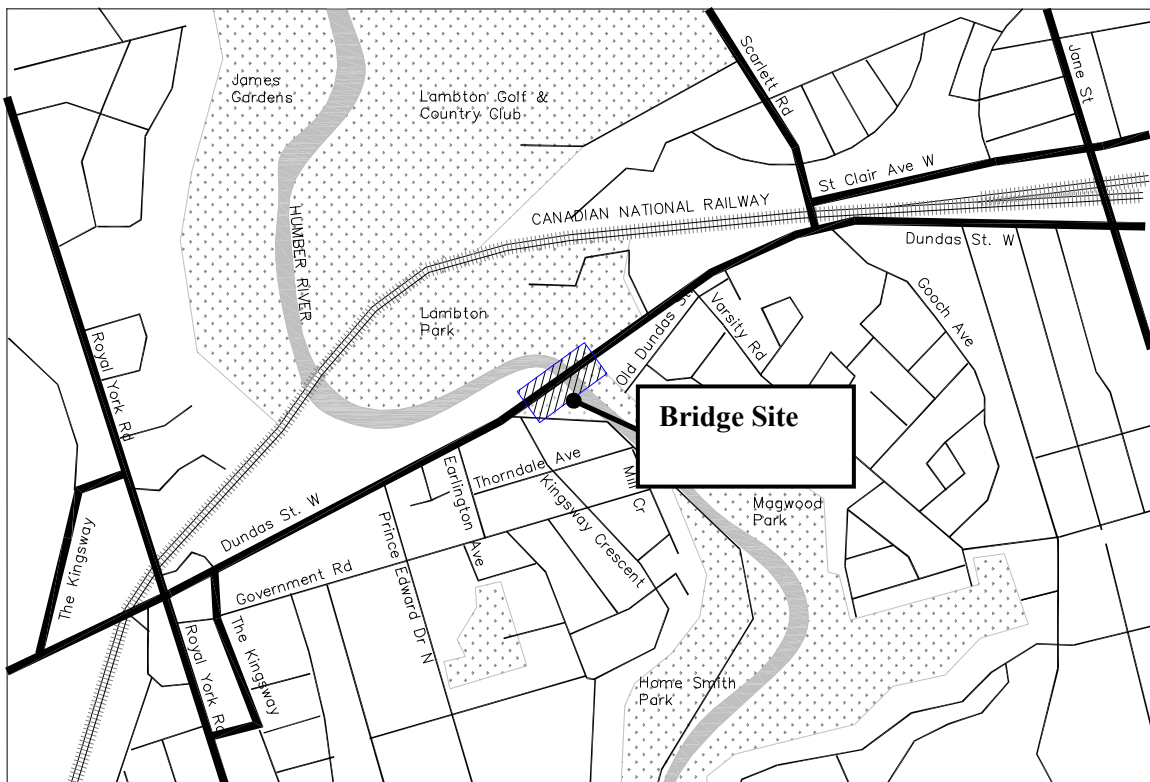 James
Gardens
Lambton Golf &
Country Club
Scarlett Rd
Jane St
St Clair Ave W
CANADIAN NATIONAL RAILWAY
HUMBER RIVER
Dundas St. W
Lambton
Park
Old Dundas St
Varsity Rd
Gooch Ave
Royal York Rd
Bridge Site
Thorndale Ave
Earlington Ave
Kingsway Crescent
Mill Cr
Magwood
Park
Dundas St. W
Prince Edward Dr N
The Kingsway
Government Rd
The Kingsway
Royal York Rd
Home Smith
Park